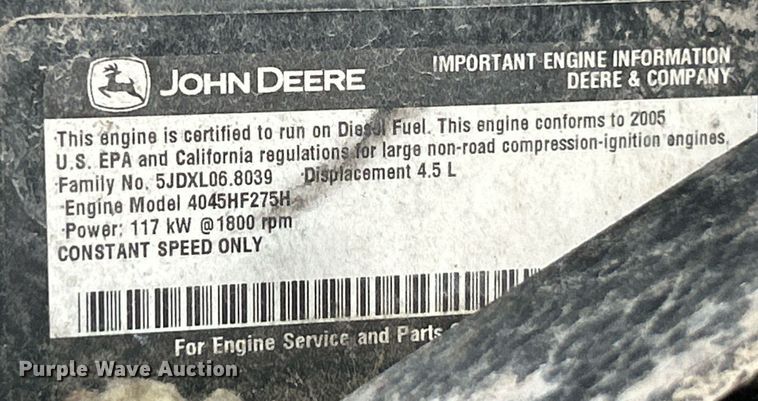 JOHN DEERE
IMPORTANT ENGINE INFORMATION
DEERE & COMPANY
This engine is certified to run on Diesel Fuel. This engine conforms to 2005
U.S. EPA and California regulations for large non-road compression-ignition engines.
Family No. 5JDXL06.8039 Displacement 4.5 L
Engine Model 4045HF275H
Power: 117 kW @1800 rpm
CONSTANT SPEED ONLY
For Engine Service and Parts
Purple Wave Auction